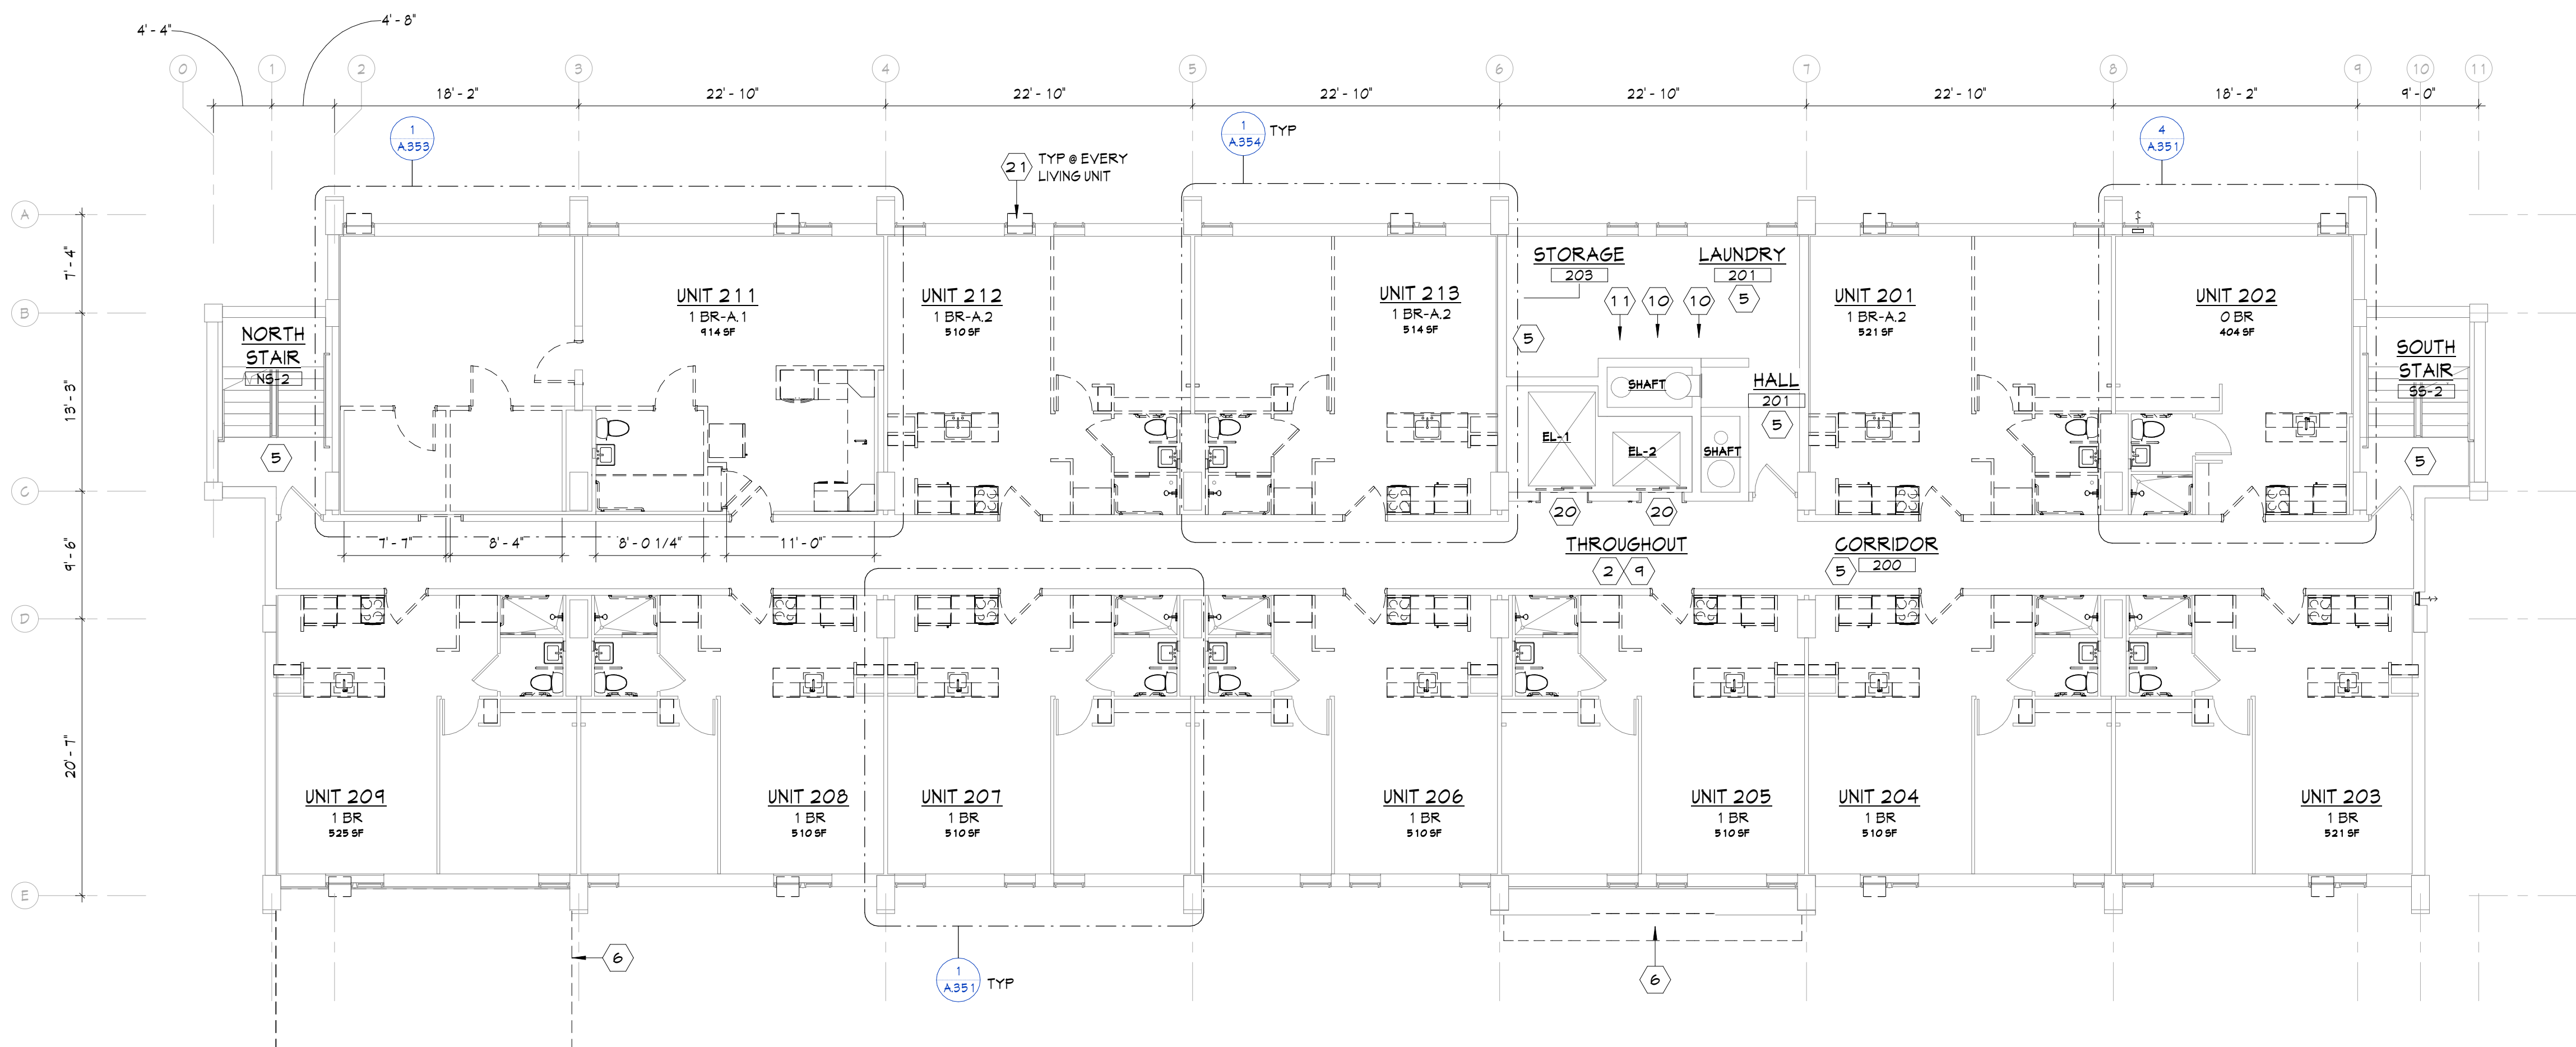 4' - 4"
4' - 8"
0
1
2
3
4
5
6
7
8
9
10
11
18' - 2"
22' - 10"
22' - 10"
22' - 10"
22' - 10"
22' - 10"
18' - 2"
9' - 0"
1
A.353
1
A.354
TYP
4
A.351
21
TYP @ EVERY
LIVING UNIT
A
B
C
D
E
7' - 4"
13' - 3"
9' - 6"
20' - 7"
NORTH
STAIR
NS-2
5
UNIT 211
1 BR-A.1
914 SF
UNIT 212
1 BR-A.2
510 SF
UNIT 213
1 BR-A.2
514 SF
STORAGE
203
5
LAUNDRY
201
5
11
10
10
SHAFT
HALL
201
5
EL-1
EL-2
SHAFT
20
20
UNIT 201
1 BR-A.2
521 SF
UNIT 202
0 BR
404 SF
SOUTH
STAIR
SS-2
5
7' - 7"
8' - 4"
8' - 0 1/4"
11' - 0"
THROUGHOUT
2
9
CORRIDOR
5
200
UNIT 209
1 BR
525 SF
UNIT 208
1 BR
510 SF
UNIT 207
1 BR
510 SF
UNIT 206
1 BR
510 SF
UNIT 205
1 BR
510 SF
UNIT 204
1 BR
510 SF
UNIT 203
1 BR
521 SF
6
1
A.351
TYP
6